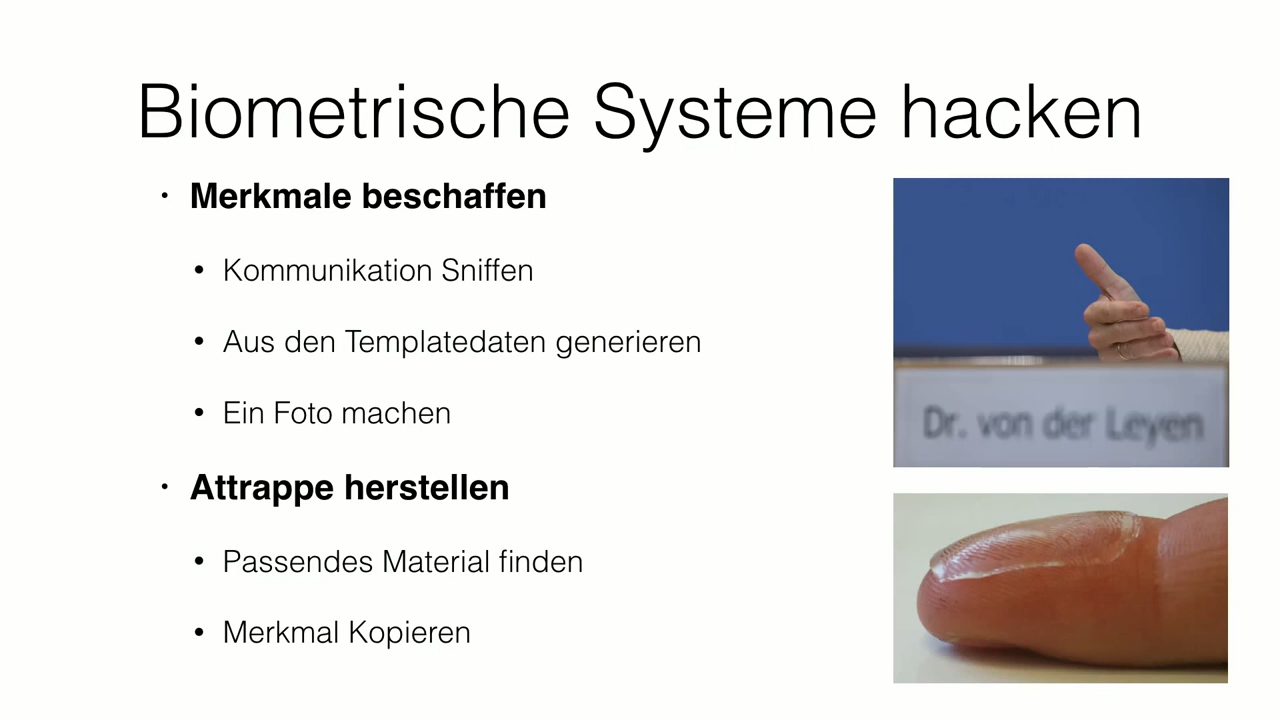 Biometrische Systeme hacken
• Merkmale beschaffen
• Kommunikation Sniffen
• Aus den Templatedaten generieren
• Ein Foto machen
• Attrappe herstellen
• Passendes Material finden
• Merkmal Kopieren
Dr. von der Leyen